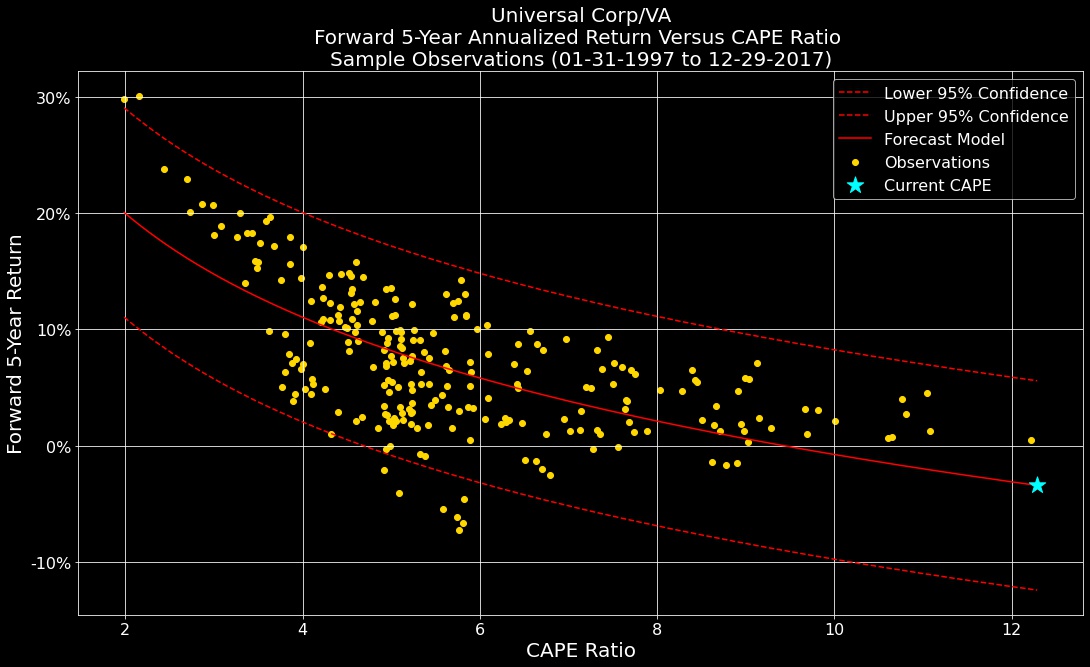 Universal Corp/VA
Forward 5-Year Annualized Return Versus CAPE Ratio
Sample Observations (01-31-1997 to 12-29-2017)
Lower 95% Confidence
Upper 95% Confidence
Forecast Model
Observations
Current CAPE
Forward 5-Year Return
30%
20%
10%
0%
-10%
2 4 6 8 10 12
CAPE Ratio